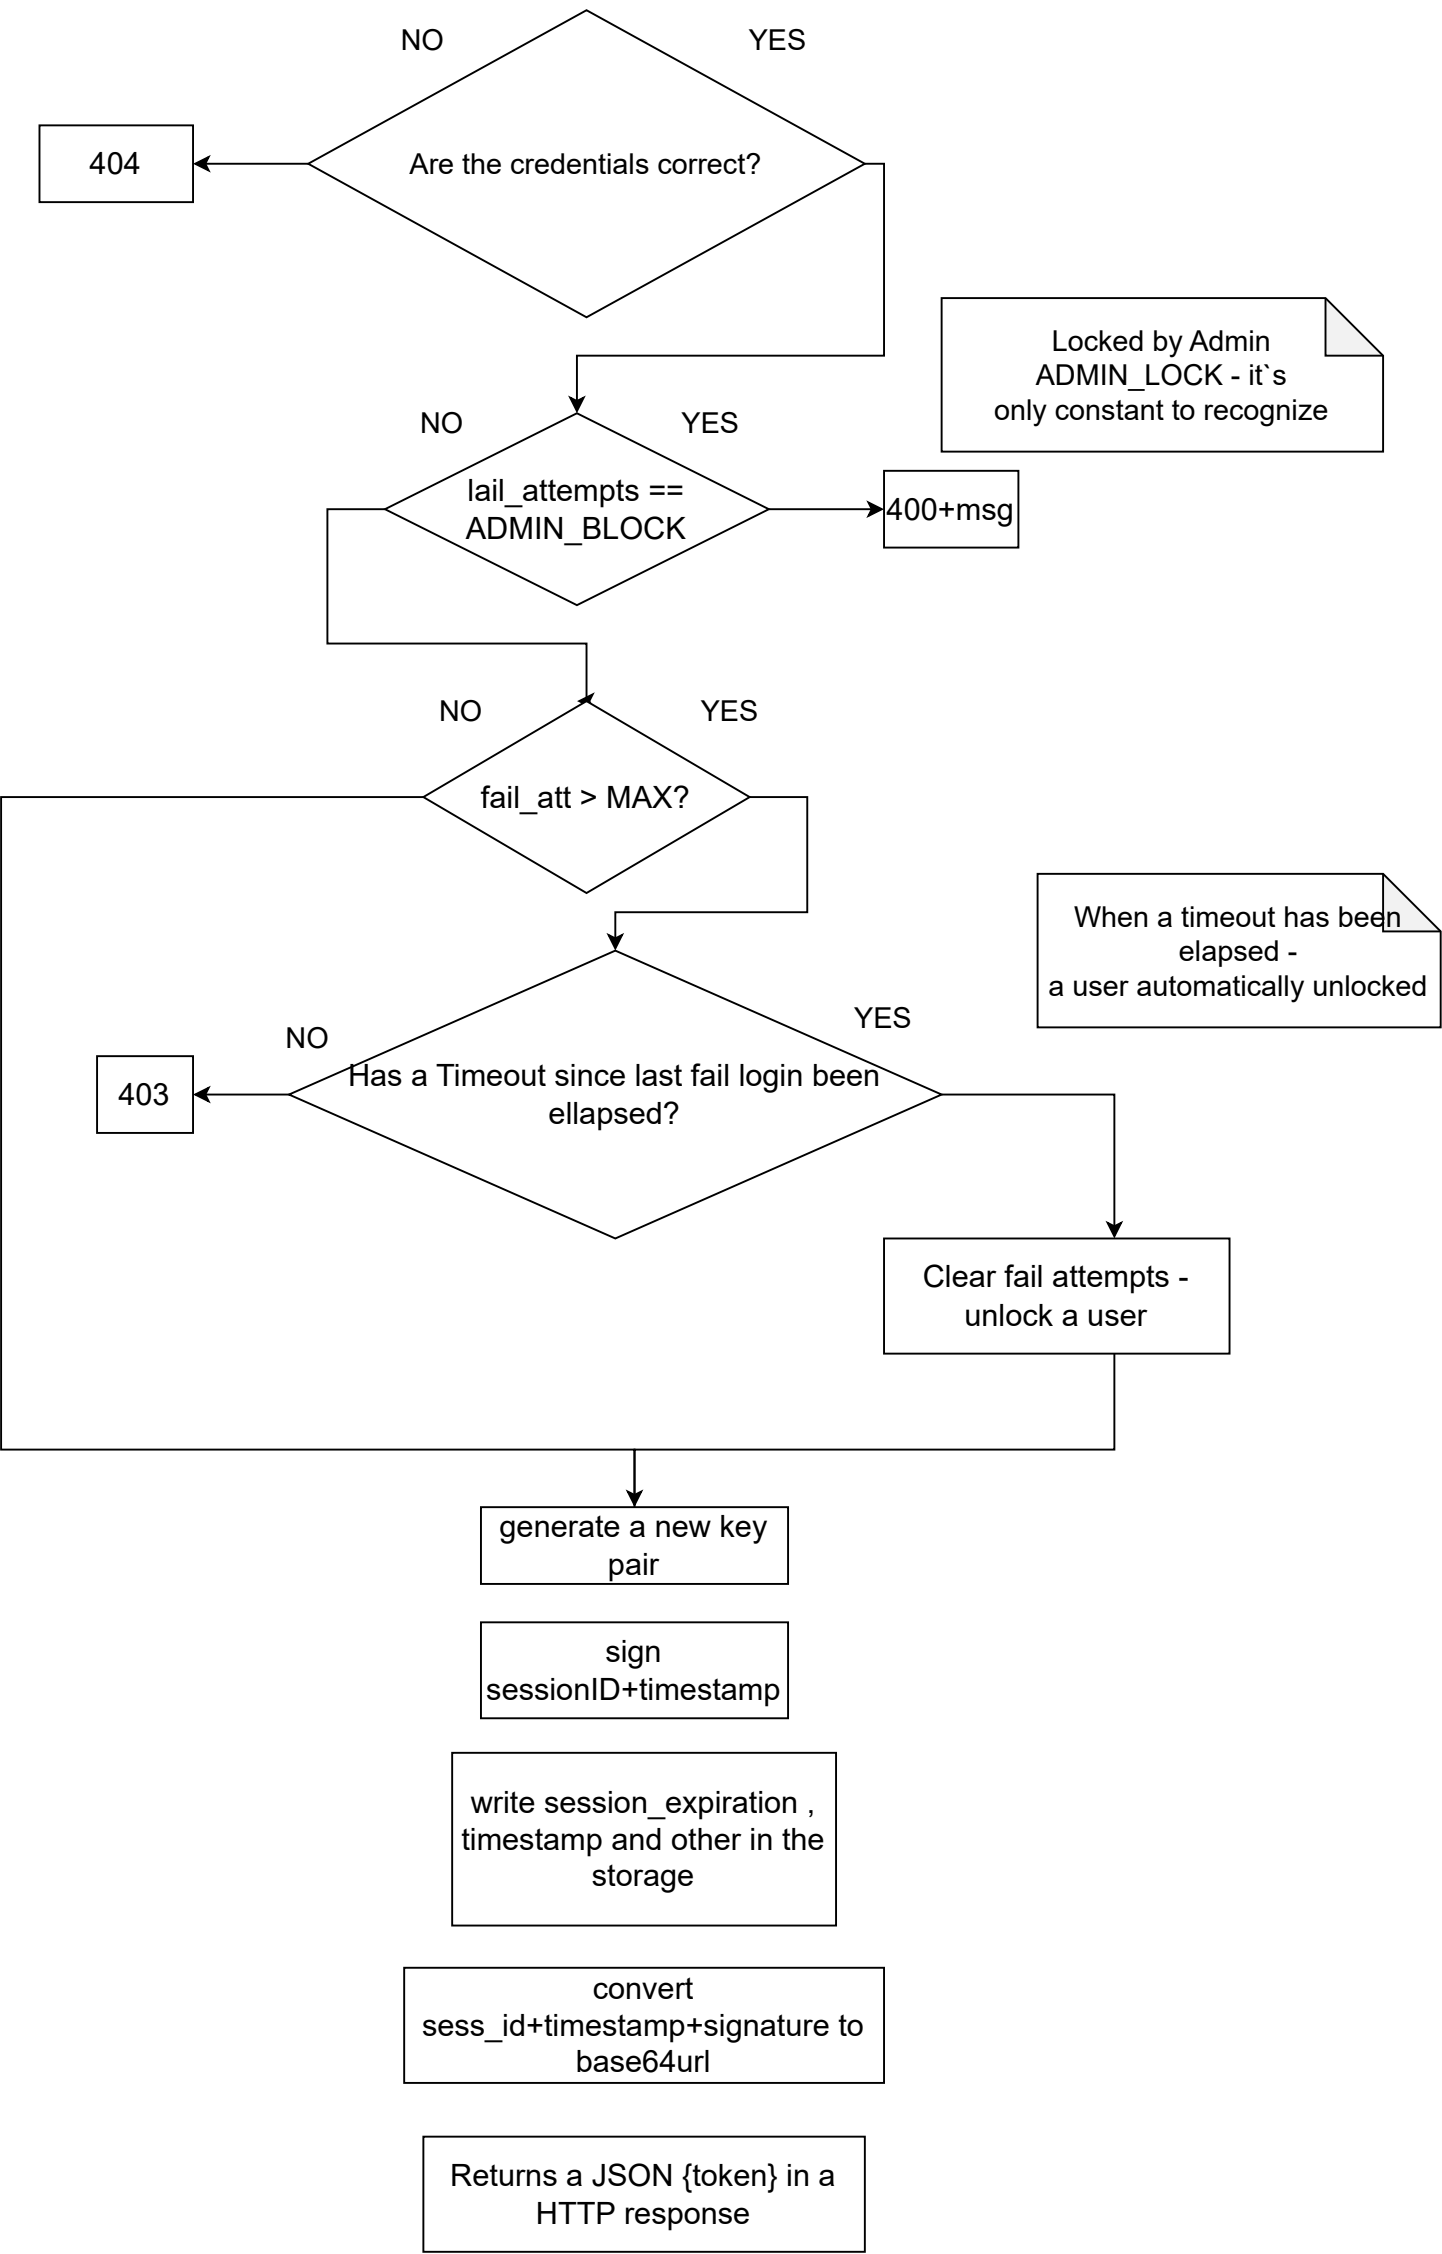 NO
YES
404
Are the credentials correct?
Locked by Admin
ADMIN_LOCK - it`s
only constant to recognize
NO
YES
lail_attempts ==
ADMIN_BLOCK
400+msg
NO
YES
fail_att > MAX?
When a timeout has been
elapsed -
a user automatically unlocked
NO
YES
403
Has a Timeout since last fail login been
ellapsed?
Clear fail attempts -
unlock a user
generate a new key
pair
sign
sessionID+timestamp
write session_expiration ,
timestamp and other in the
storage
convert
sess_id+timestamp+signature to
base64url
Returns a JSON {token} in a
HTTP response